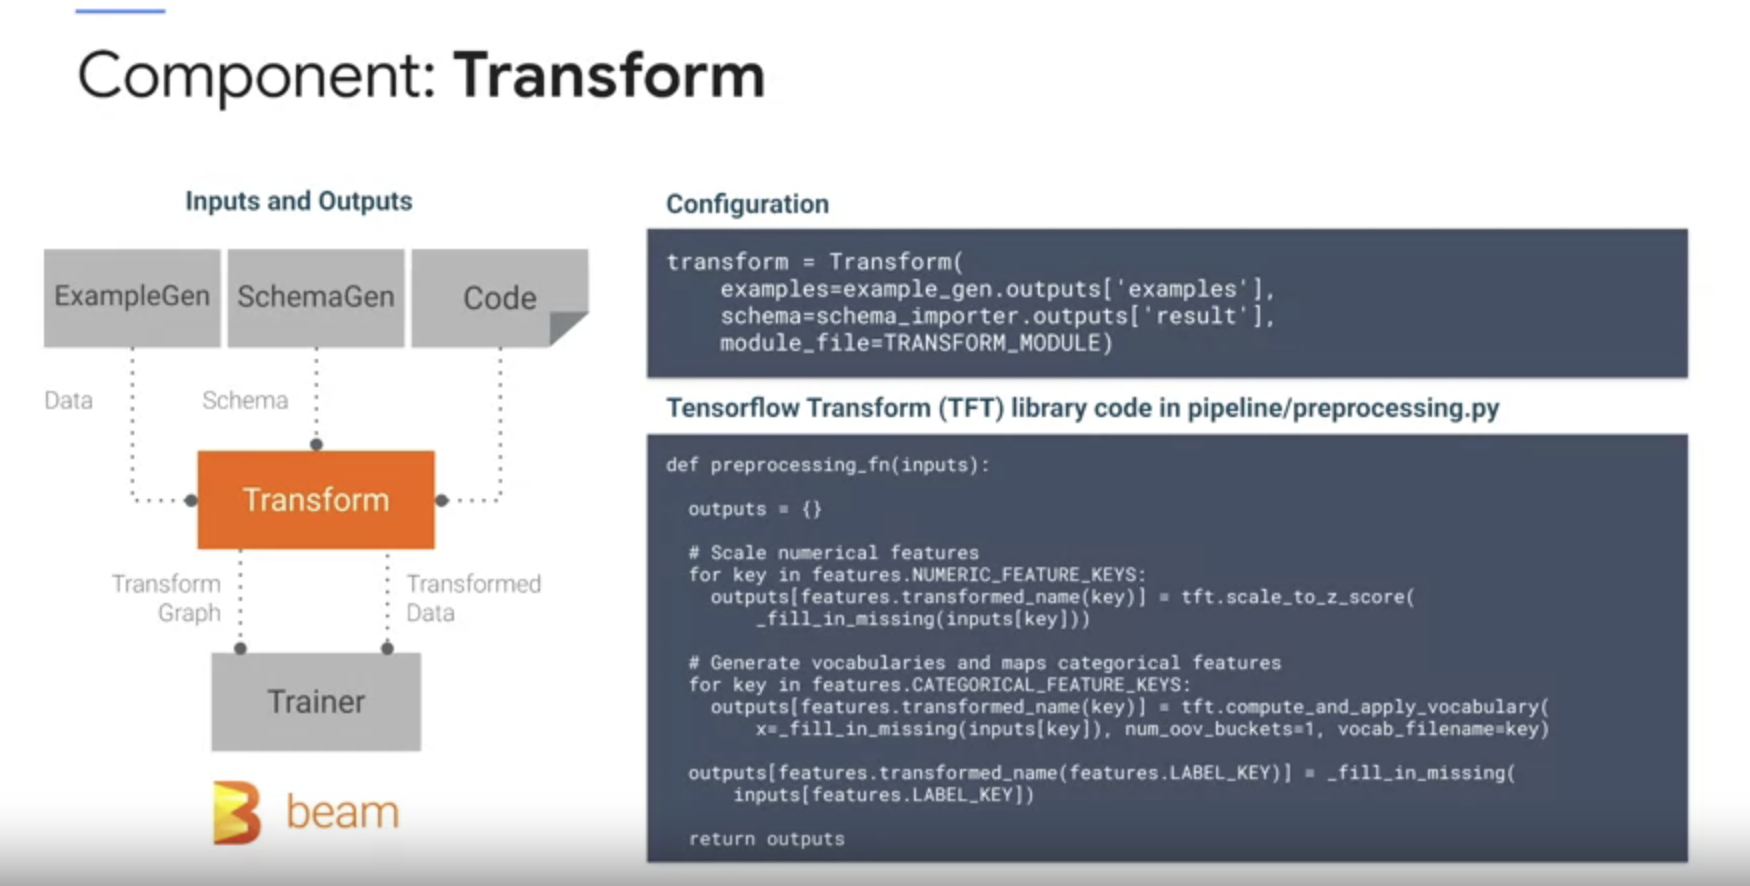 Component: Transform
Inputs and Outputs
ExampleGen
SchemaGen
Code
Data
Schema
Transform
Transform
Graph
Transformed
Data
Trainer
beam
Configuration
transform = Transform(
    examples=example_gen.outputs['examples'],
    schema=schema_importer.outputs['result'],
    module_file=TRANSFORM_MODULE)
Tensorflow Transform (TFT) library code in pipeline/preprocessing.py
def preprocessing_fn(inputs):
  outputs = {}
  # Scale numerical features
  for key in features.NUMERIC_FEATURE_KEYS:
    outputs[features.transformed_name(key)] = tft.scale_to_z_score(
        _fill_in_missing(inputs[key]))
  # Generate vocabularies and maps categorical features
  for key in features.CATEGORICAL_FEATURE_KEYS:
    outputs[features.transformed_name(key)] = tft.compute_and_apply_vocabulary(
        x=_fill_in_missing(inputs[key]), num_oov_buckets=1, vocab_filename=key)
  outputs[features.transformed_name(features.LABEL_KEY)] = _fill_in_missing(
      inputs[features.LABEL_KEY])
  return outputs